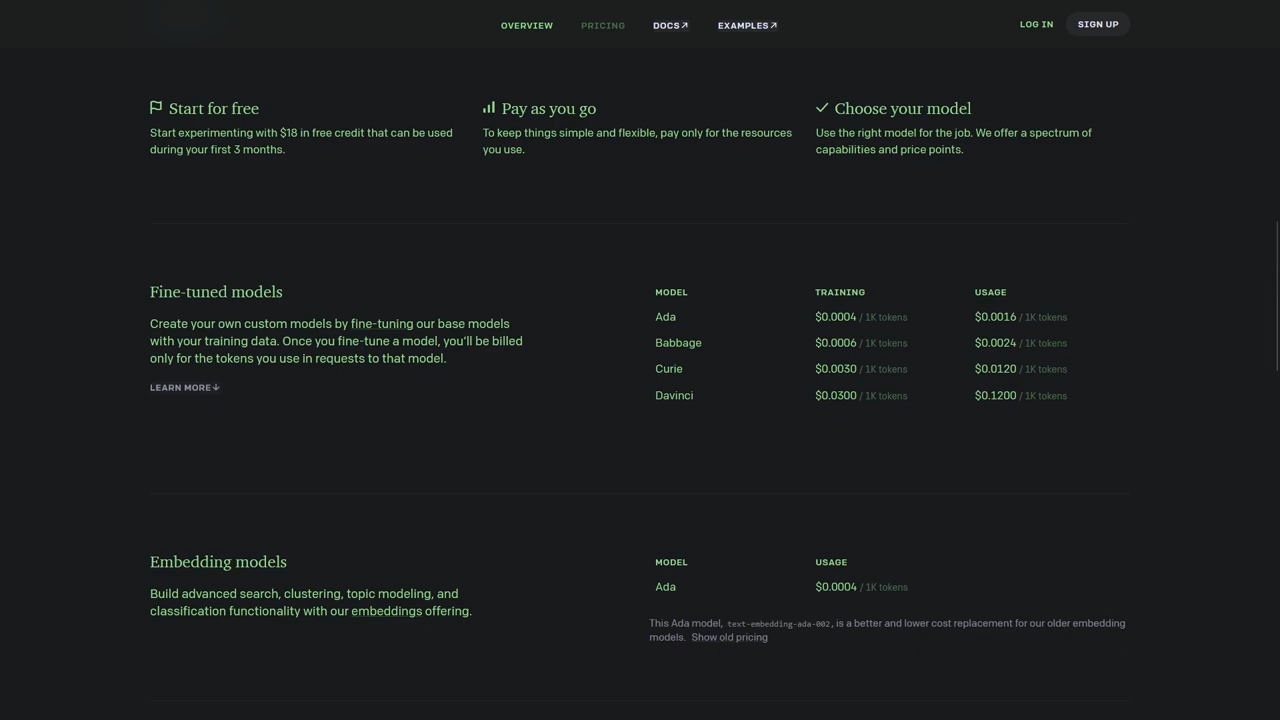 OVERVIEW PRICING DOCS↗ EXAMPLES↗ LOG IN SIGN UP
Start for free
Start experimenting with $18 in free credit that can be used
during your first 3 months.
Pay as you go
To keep things simple and flexible, pay only for the resources
you use.
Choose your model
Use the right model for the job. We offer a spectrum of
capabilities and price points.
Fine-tuned models
Create your own custom models by fine-tuning our base models
with your training data. Once you fine-tune a model, you'll be billed
only for the tokens you use in requests to that model.
LEARN MORE↓
MODEL TRAINING USAGE
Ada $0.0004 / 1K tokens $0.0016 / 1K tokens
Babbage $0.0006 / 1K tokens $0.0024 / 1K tokens
Curie $0.0030 / 1K tokens $0.0120 / 1K tokens
Davinci $0.0300 / 1K tokens $0.1200 / 1K tokens
Embedding models
Build advanced search, clustering, topic modeling, and
classification functionality with our embeddings offering.
MODEL USAGE
Ada $0.0004 / 1K tokens
This Ada model, text-embedding-ada-002, is a better and lower cost replacement for our older embedding
models. Show old pricing